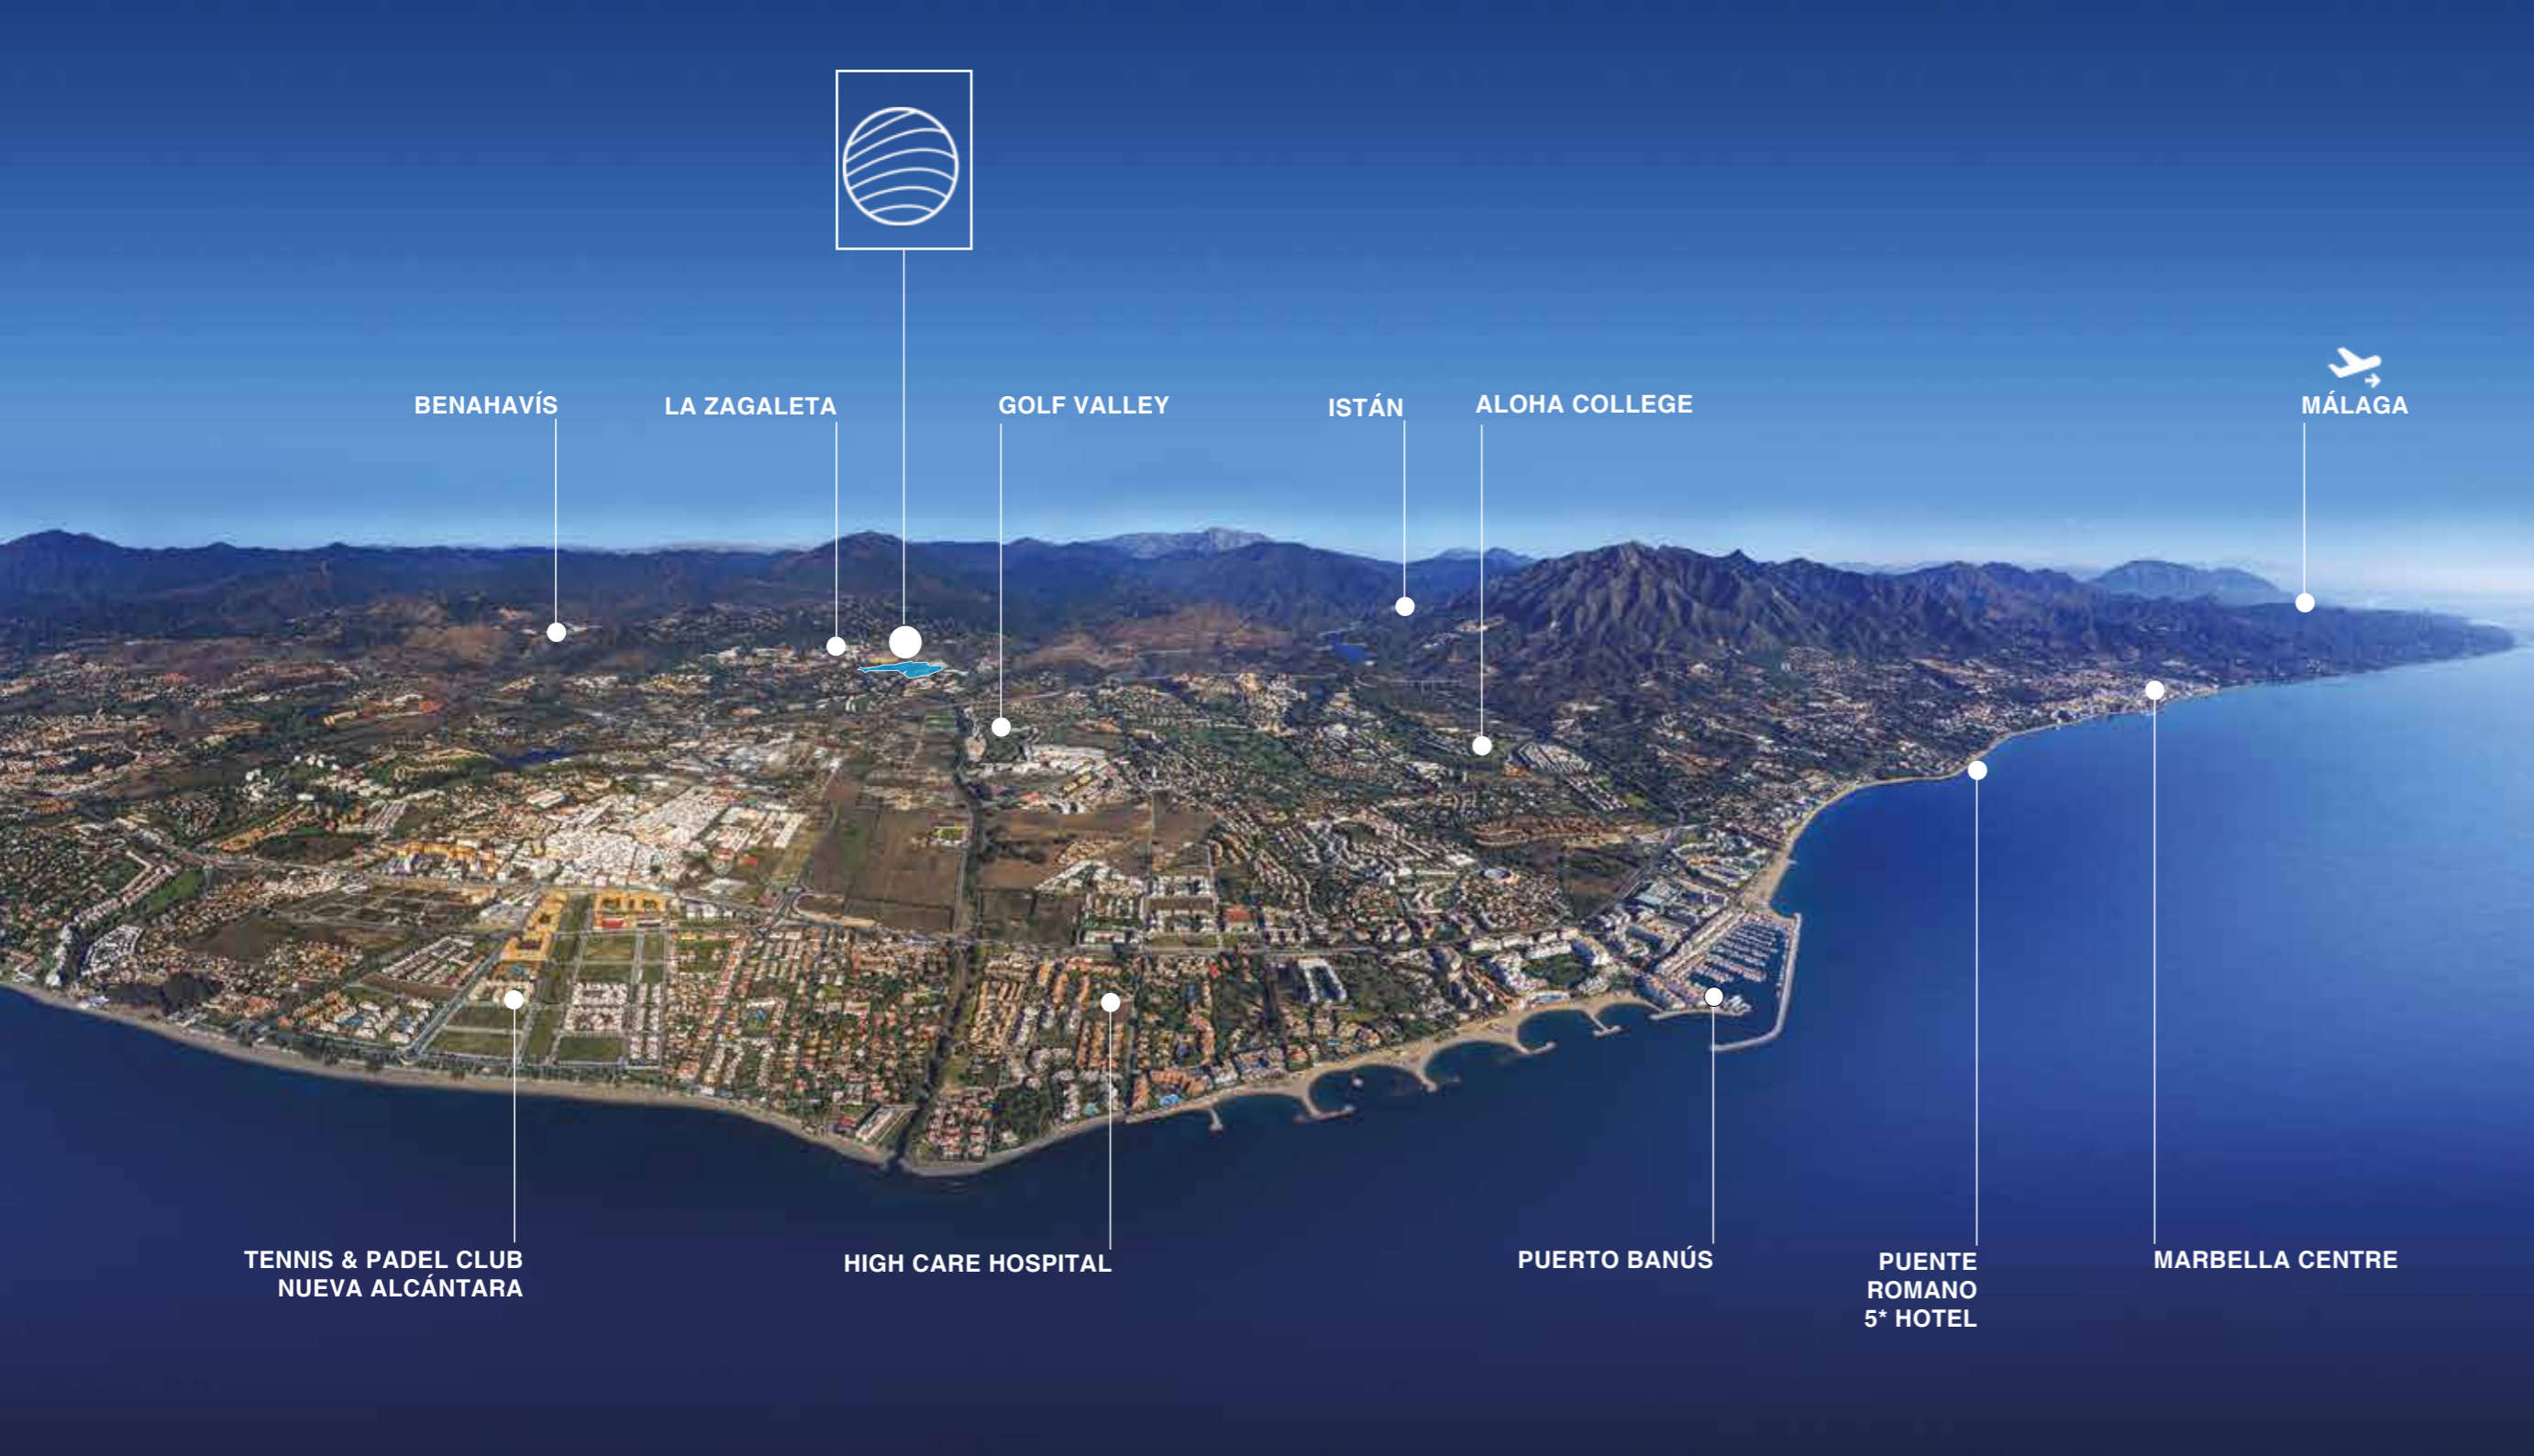 BENAHAVÍS
LA ZAGALETA
GOLF VALLEY
ISTÁN
ALOHA COLLEGE
MÁLAGA
TENNIS & PADEL CLUB
NUEVA ALCÁNTARA
HIGH CARE HOSPITAL
PUERTO BANÚS
PUENTE
ROMANO
5* HOTEL
MARBELLA CENTRE